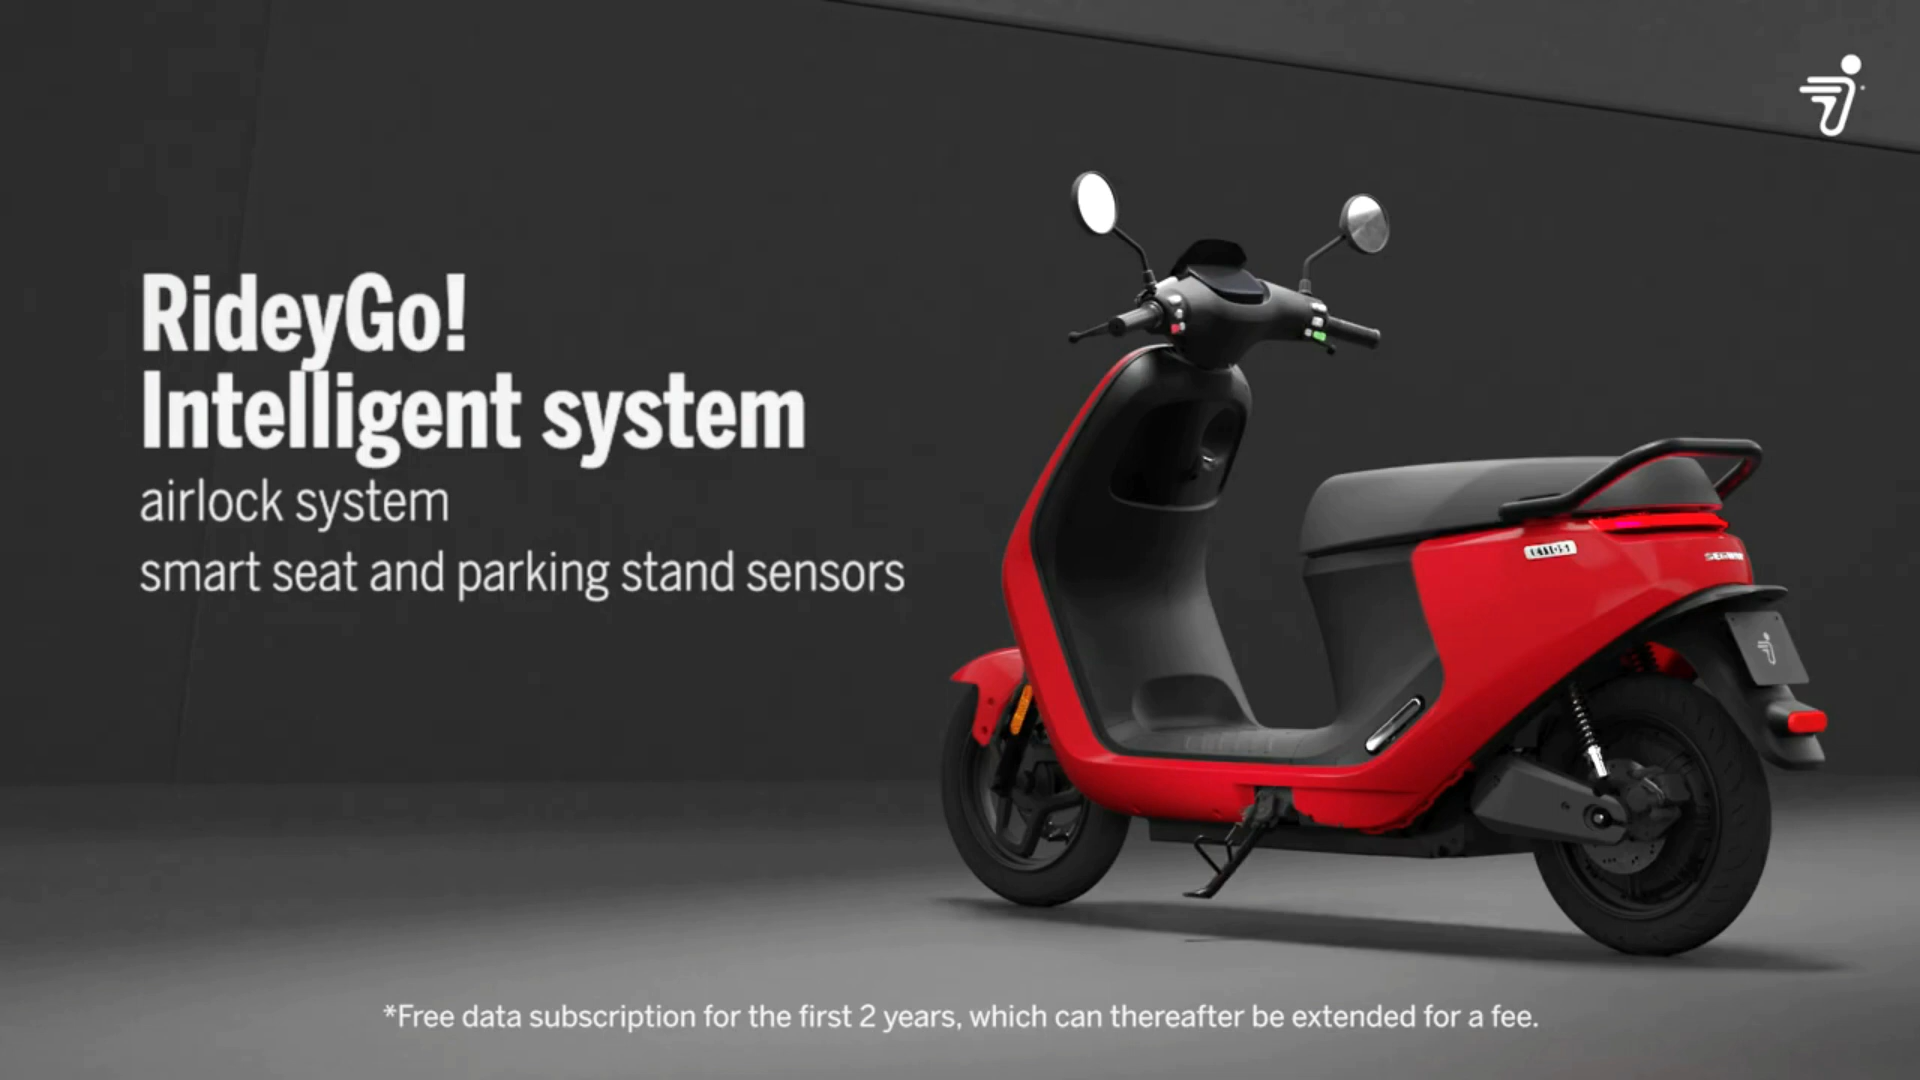 RideyGo!
Intelligent system
airlock system
smart seat and parking stand sensors
*Free data subscription for the first 2 years, which can thereafter be extended for a fee.